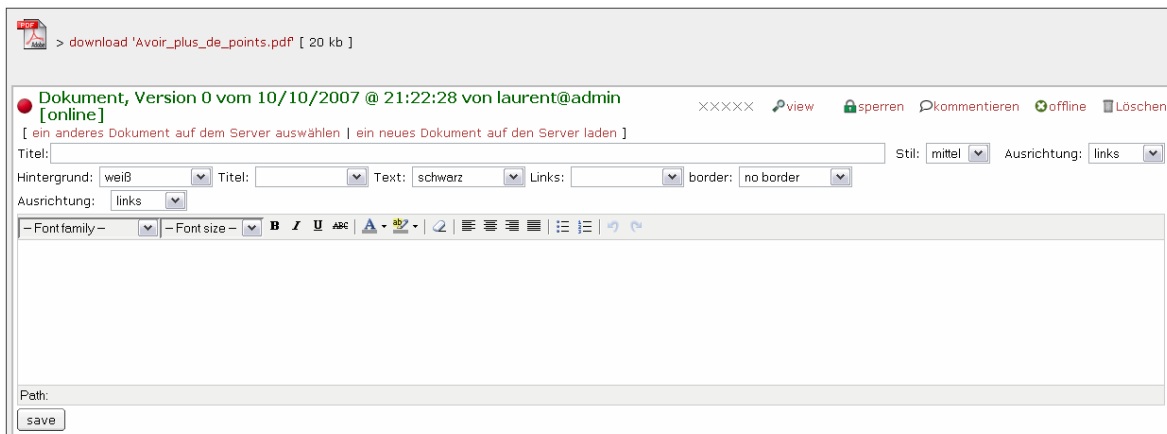 PDF
Adobe
> download 'Avoir_plus_de_points.pdf' [ 20 kb ]
Dokument, Version 0 vom 10/10/2007 @ 21:22:28 von laurent@admin
[online]
XXXXX view sperren kommentieren offline Löschen
[ ein anderes Dokument auf dem Server auswählen | ein neues Dokument auf den Server laden ]
Titel: Stil: mittel Ausrichtung: links
Hintergrund: weiß Titel: Text: schwarz Links: border: no border
Ausrichtung: links
– Font family – – Font size – B I U ABC A ab
Path:
save